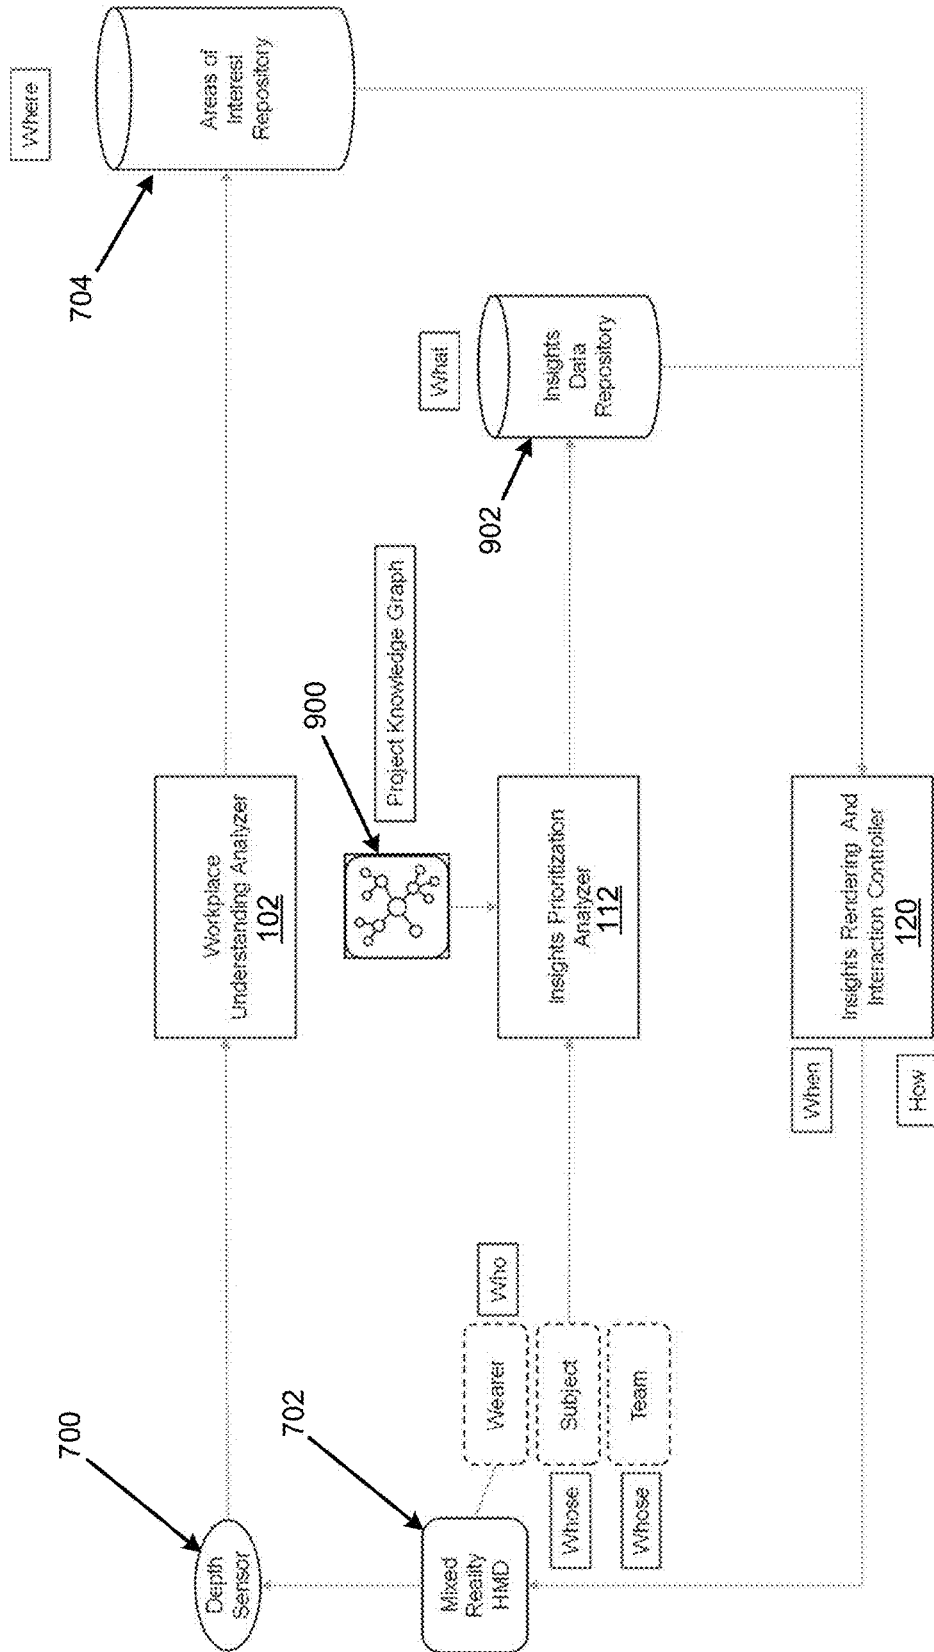 700
Depth
Sensor
Workplace
Understanding Analyzer
102
704
Where
Areas of
Interest
Repository
900
Project Knowledge Graph
702
Mixed
Reality
HMD
Wearer
Who
Subject
Whose
Team
Whose
Insights Prioritization
Analyzer
112
902
What
Insights
Data
Repository
When
How
Insights Rendering And
Interaction Controller
120